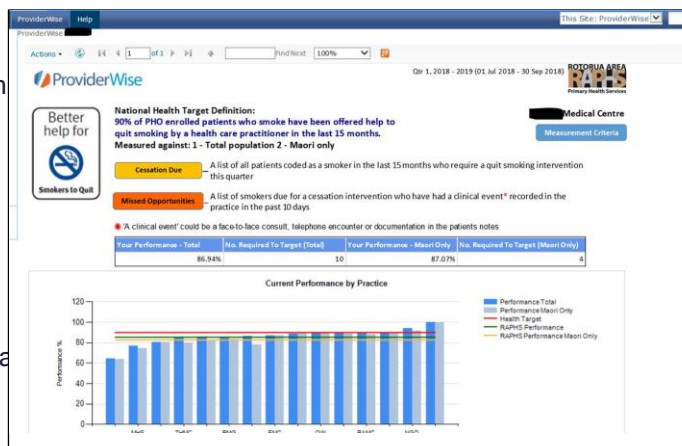 ProviderWise Help
This Site: ProviderWise
ProviderWise
Actions
1 of 1 Find Next 100%
ProviderWise
Qtr 1, 2018 - 2019 (01 Jul 2018 - 30 Sep 2018)
ROTORUA AREA
RAPHS
Primary Health Services
Medical Centre
Measurement Criteria
Better
help for
Smokers to Quit
National Health Target Definition:
90% of PHO enrolled patients who smoke have been offered help to
quit smoking by a health care practitioner in the last 15 months.
Measured against: 1 - Total population 2 - Maori only
Cessation Due
A list of all patients coded as a smoker in the last 15 months who require a quit smoking intervention
this quarter
Missed Opportunities
A list of smokers due for a cessation intervention who have had a clinical event* recorded in the
practice in the past 10 days
'A clinical event' could be a face-to-face consult, telephone encounter or documentation in the patients notes
Your Performance - Total No. Required To Target (Total) Your Performance - Maori Only No. Required To Target (Maori Only)
86.94% 10 87.07% 4
Current Performance by Practice
Performance %
120
100
80
60
40
20
0
Performance Total
Performance Maori Only
Health Target
RAPHS Performance
RAPHS Performance Maori Only